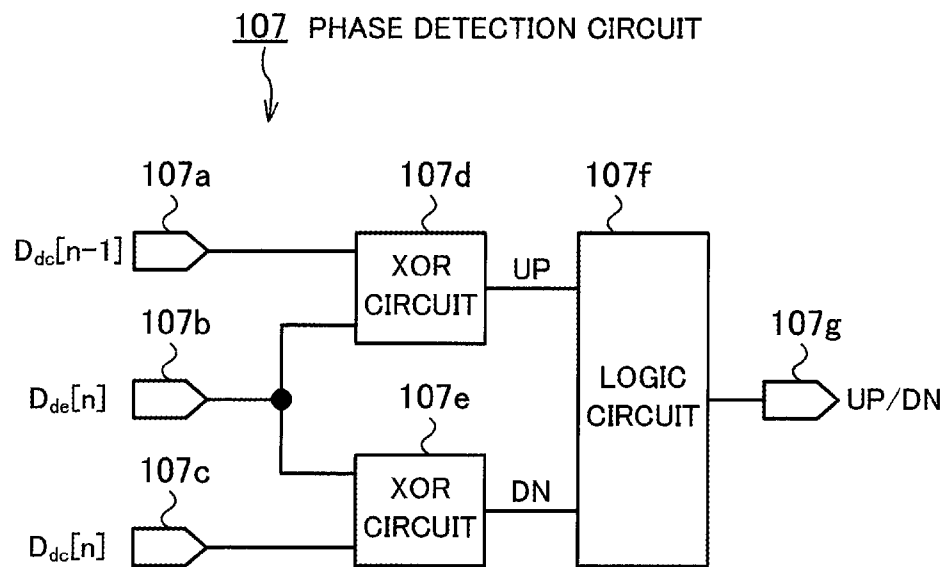 107 PHASE DETECTION CIRCUIT
107a
107d
107f
Ddc[n-1]
XOR
CIRCUIT
UP
107b
107g
Dde[n]
LOGIC
CIRCUIT
UP/DN
107e
107c
XOR
CIRCUIT
DN
Ddc[n]